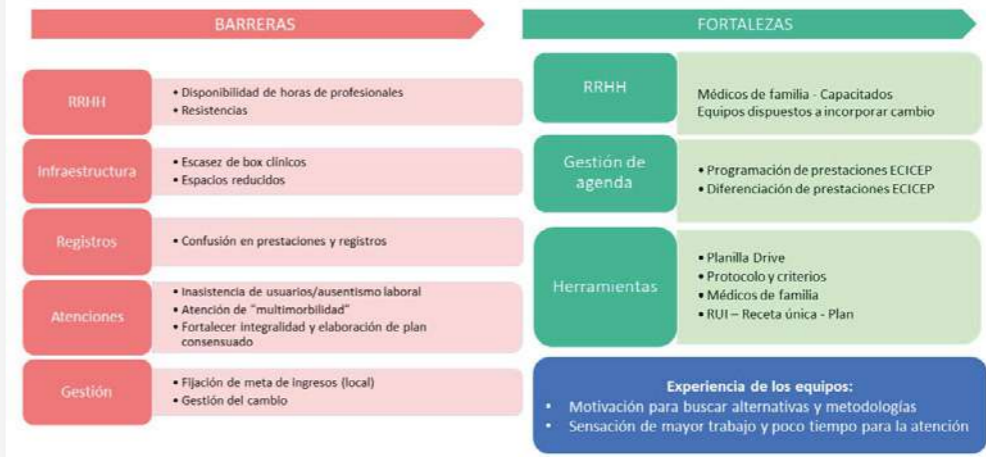 BARRERAS
RRHH
• Disponibilidad de horas de profesionales
• Resistencias
Infraestructura
• Escasez de box clínicos
• Espacios reducidos
Registros
• Confusión en prestaciones y registros
Atenciones
• Inasistencia de usuarios/ausentismo laboral
• Atención de "multimorbilidad"
• Fortalecer integralidad y elaboración de plan
consensuado
Gestión
• Fijación de meta de ingresos (local)
• Gestión del cambio
FORTALEZAS
RRHH
Médicos de familia - Capacitados
Equipos dispuestos a incorporar cambio
Gestión de
agenda
• Programación de prestaciones ECICEP
• Diferenciación de prestaciones ECICEP
Herramientas
• Planilla Drive
• Protocolo y criterios
• Médicos de familia
• RUI – Receta única - Plan
Experiencia de los equipos:
• Motivación para buscar alternativas y metodologías
• Sensación de mayor trabajo y poco tiempo para la atención